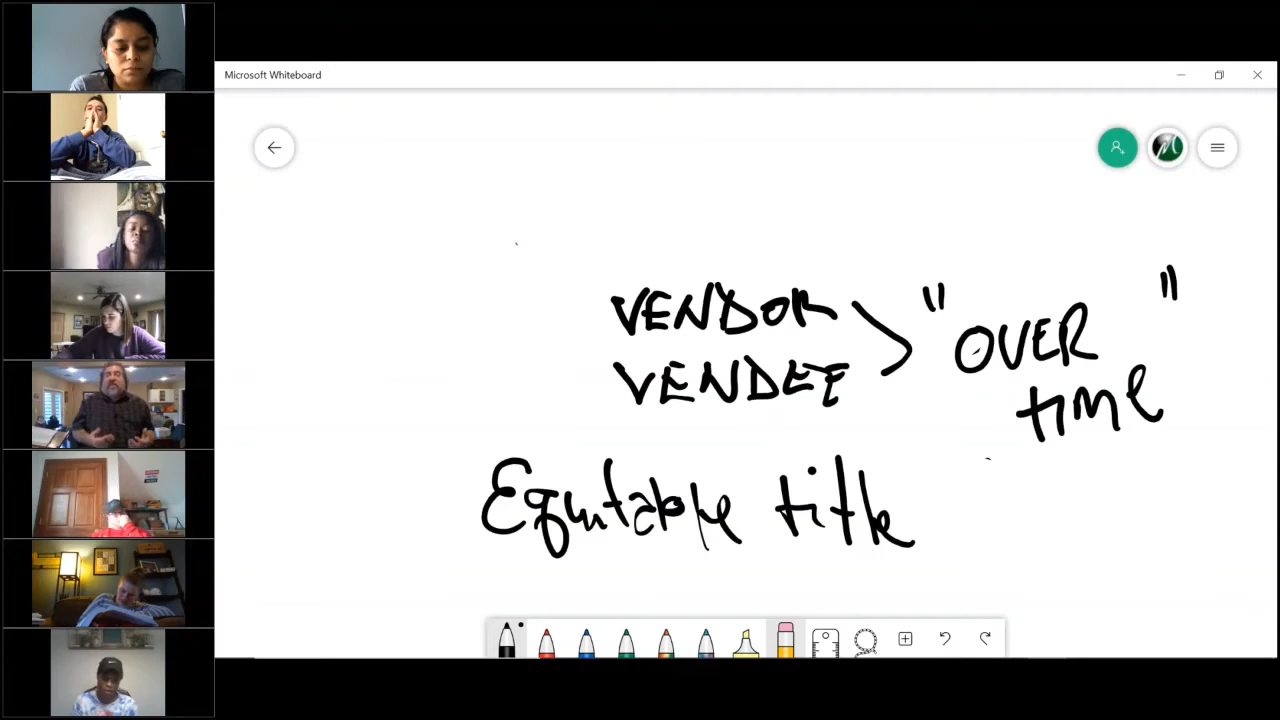 Microsoft Whiteboard
VENDOR
VENDEE
"OVER
time"
Equitable title